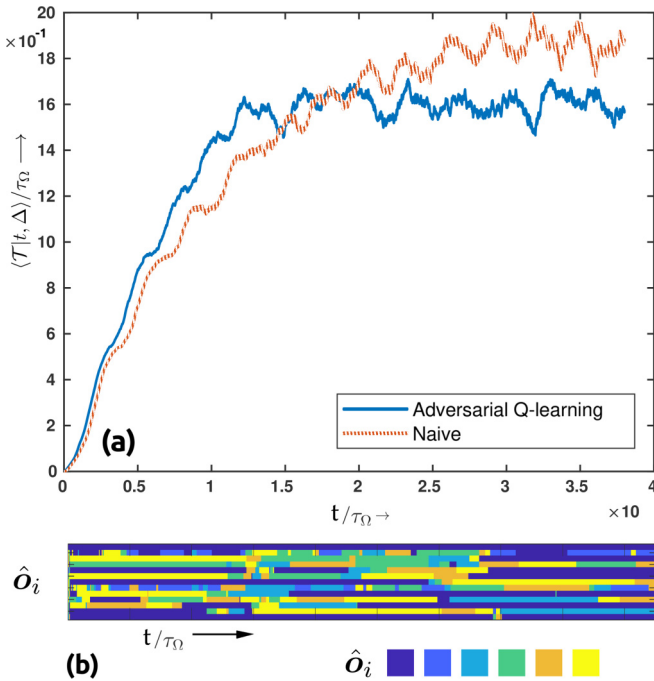 ×10⁻¹
20
18
16
14
12
10
8
6
4
2
0
⟨𝒯|t, Δ⟩/τ_Ω ⟶
Adversarial Q-learning
Naive
(a)
0 0.5 1 1.5 2 2.5 3 3.5 4
t/τ_Ω → ×10
ô_i
t/τ_Ω ⟶
(b) ô_i